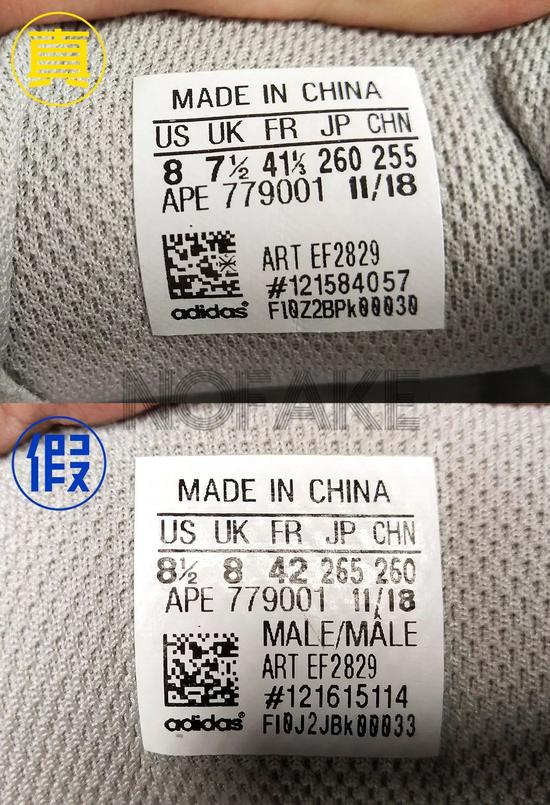 真
MADE IN CHINA
US UK FR JP CHN
8 7½ 41⅓ 260 255
APE 779001 11/18
ART EF2829
#121584057
adidas® FI0Z2BPk00030
NOFAKE
假
MADE IN CHINA
US UK FR JP CHN
8½ 8 42 265 260
APE 779001 11/18
MALE/MÂLE
ART EF2829
#121615114
adidas® FI0J2JBk00033